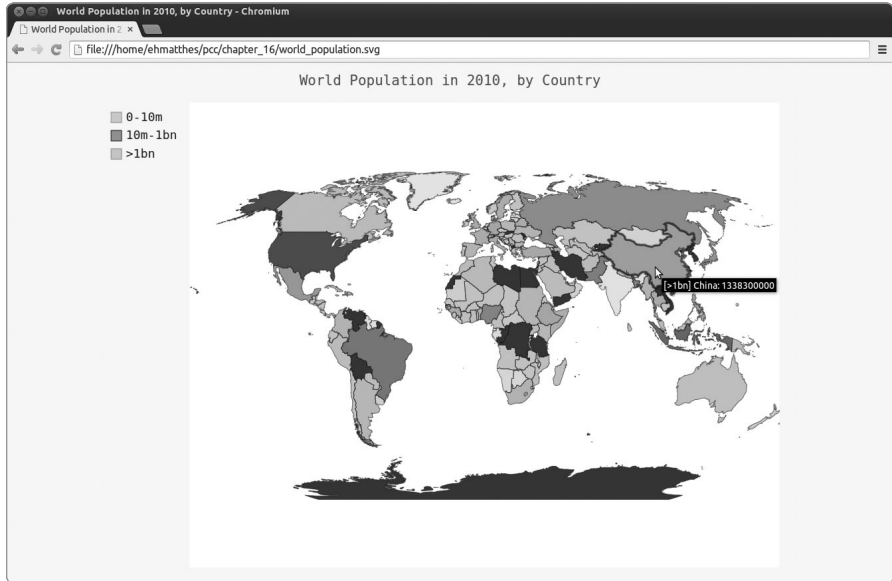 World Population in 2010, by Country - Chromium
World Population in 2
file:///home/ehmatthes/pcc/chapter_16/world_population.svg
World Population in 2010, by Country
0-10m
10m-1bn
>1bn
[>1bn] China: 1338300000